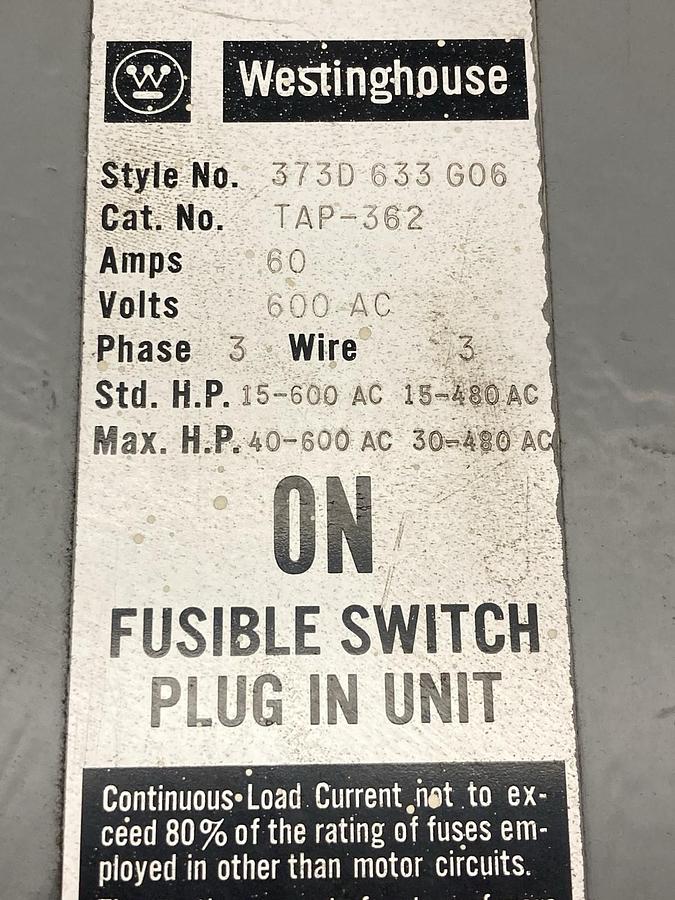 W
Westinghouse
Style No. 373D 633 G06
Cat. No. TAP-362
Amps 60
Volts 600 AC
Phase 3 Wire 3
Std. H.P. 15-600 AC 15-480 AC
Max. H.P. 40-600 AC 30-480 AC
ON
FUSIBLE SWITCH
PLUG IN UNIT
Continuous Load Current not to ex-
ceed 80% of the rating of fuses em-
ployed in other than motor circuits.